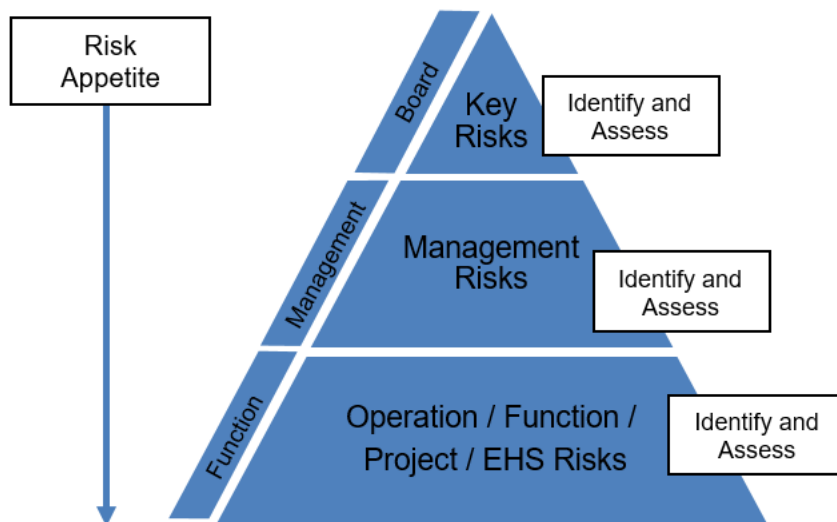 Risk
Appetite
Board
Key
Risks
Identify and
Assess
Management
Management
Risks
Identify and
Assess
Function
Operation / Function /
Project / EHS Risks
Identify and
Assess